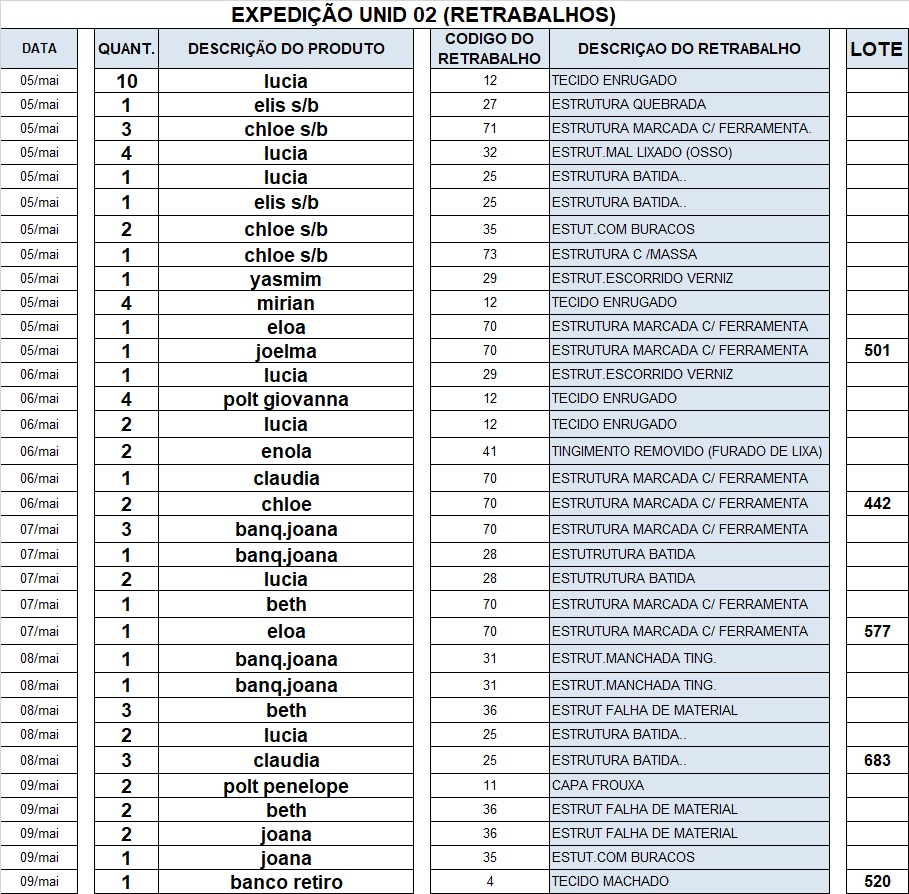 EXPEDIÇÃO UNID 02 (RETRABALHOS)
DATA QUANT. DESCRIÇÃO DO PRODUTO CODIGO DO RETRABALHO DESCRIÇAO DO RETRABALHO LOTE
05/mai 10 lucia 12 TECIDO ENRUGADO
05/mai 1 elis s/b 27 ESTRUTURA QUEBRADA
05/mai 3 chloe s/b 71 ESTRUTURA MARCADA C/ FERRAMENTA.
05/mai 4 lucia 32 ESTRUT.MAL LIXADO (OSSO)
05/mai 1 lucia 25 ESTRUTURA BATIDA..
05/mai 1 elis s/b 25 ESTRUTURA BATIDA..
05/mai 2 chloe s/b 35 ESTUT.COM BURACOS
05/mai 1 chloe s/b 73 ESTRUTURA C /MASSA
05/mai 1 yasmim 29 ESTRUT.ESCORRIDO VERNIZ
05/mai 4 mirian 12 TECIDO ENRUGADO
05/mai 1 eloa 70 ESTRUTURA MARCADA C/ FERRAMENTA
05/mai 1 joelma 70 ESTRUTURA MARCADA C/ FERRAMENTA 501
06/mai 1 lucia 29 ESTRUT.ESCORRIDO VERNIZ
06/mai 4 polt giovanna 12 TECIDO ENRUGADO
06/mai 2 lucia 12 TECIDO ENRUGADO
06/mai 2 enola 41 TINGIMENTO REMOVIDO (FURADO DE LIXA)
06/mai 1 claudia 70 ESTRUTURA MARCADA C/ FERRAMENTA
06/mai 2 chloe 70 ESTRUTURA MARCADA C/ FERRAMENTA 442
07/mai 3 banq.joana 70 ESTRUTURA MARCADA C/ FERRAMENTA
07/mai 1 banq.joana 28 ESTUTRUTURA BATIDA
07/mai 2 lucia 28 ESTUTRUTURA BATIDA
07/mai 1 beth 70 ESTRUTURA MARCADA C/ FERRAMENTA
07/mai 1 eloa 70 ESTRUTURA MARCADA C/ FERRAMENTA 577
08/mai 1 banq.joana 31 ESTRUT.MANCHADA TING.
08/mai 1 banq.joana 31 ESTRUT.MANCHADA TING.
08/mai 3 beth 36 ESTRUT FALHA DE MATERIAL
08/mai 2 lucia 25 ESTRUTURA BATIDA..
08/mai 3 claudia 25 ESTRUTURA BATIDA.. 683
09/mai 2 polt penelope 11 CAPA FROUXA
09/mai 2 beth 36 ESTRUT FALHA DE MATERIAL
09/mai 2 joana 36 ESTRUT FALHA DE MATERIAL
09/mai 1 joana 35 ESTUT.COM BURACOS
09/mai 1 banco retiro 4 TECIDO MACHADO 520